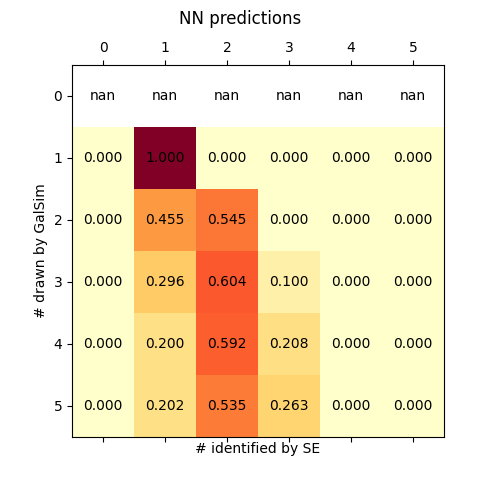 NN predictions
0 1 2 3 4 5
0 nan nan nan nan nan nan
1 0.000 1.000 0.000 0.000 0.000 0.000
2 0.000 0.455 0.545 0.000 0.000 0.000
3 0.000 0.296 0.604 0.100 0.000 0.000
4 0.000 0.200 0.592 0.208 0.000 0.000
5 0.000 0.202 0.535 0.263 0.000 0.000
# drawn by GalSim
# identified by SE